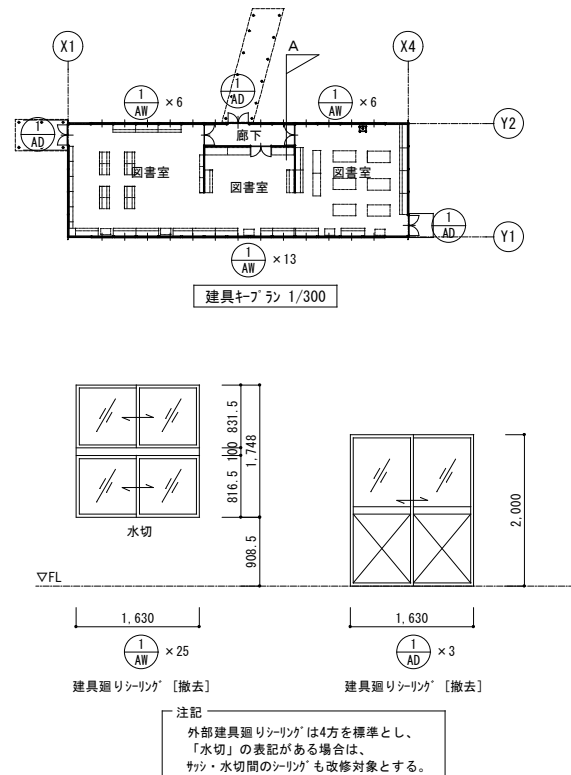 X1
A
X4
1
AW
×6
1
AD
1
AW
×6
Y2
1
AD
廊下
図書室
図書室
図書室
1
AD
Y1
1
AW
×13
建具キープラン 1/300
831.5
100
816.5
1,748
908.5
水切
2,000
▽FL
1,630
1,630
1
AW
×25
1
AD
×3
建具廻りシーリング [撤去]
建具廻りシーリング [撤去]
注記
外部建具廻りシーリングは4方を標準とし、
「水切」の表記がある場合は、
サッシ・水切間のシーリングも改修対象とする。